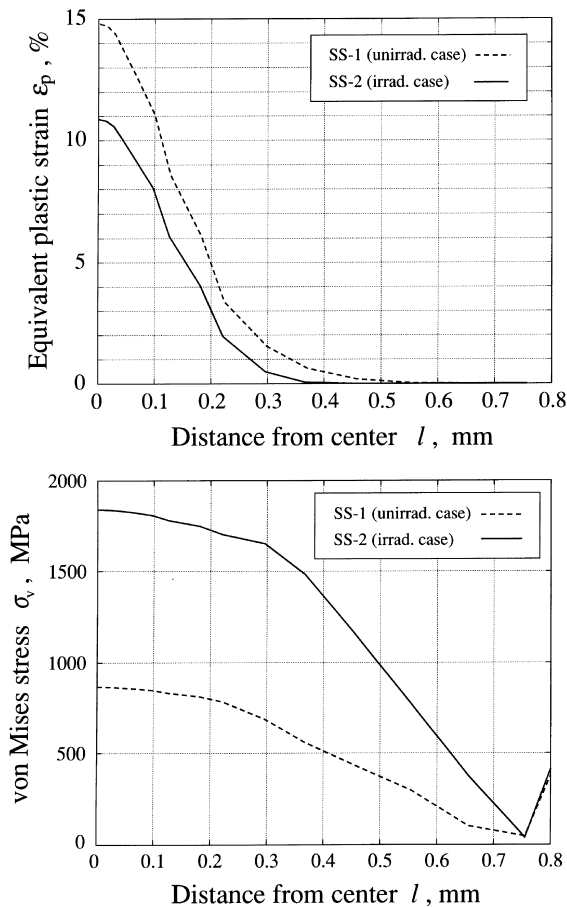 Equivalent plastic strain εp , %
15
10
5
0
SS-1 (unirrad. case)
SS-2 (irrad. case)
0 0.1 0.2 0.3 0.4 0.5 0.6 0.7 0.8
Distance from center l , mm
von Mises stress σv , MPa
2000
1500
1000
500
0
SS-1 (unirrad. case)
SS-2 (irrad. case)
0 0.1 0.2 0.3 0.4 0.5 0.6 0.7 0.8
Distance from center l , mm